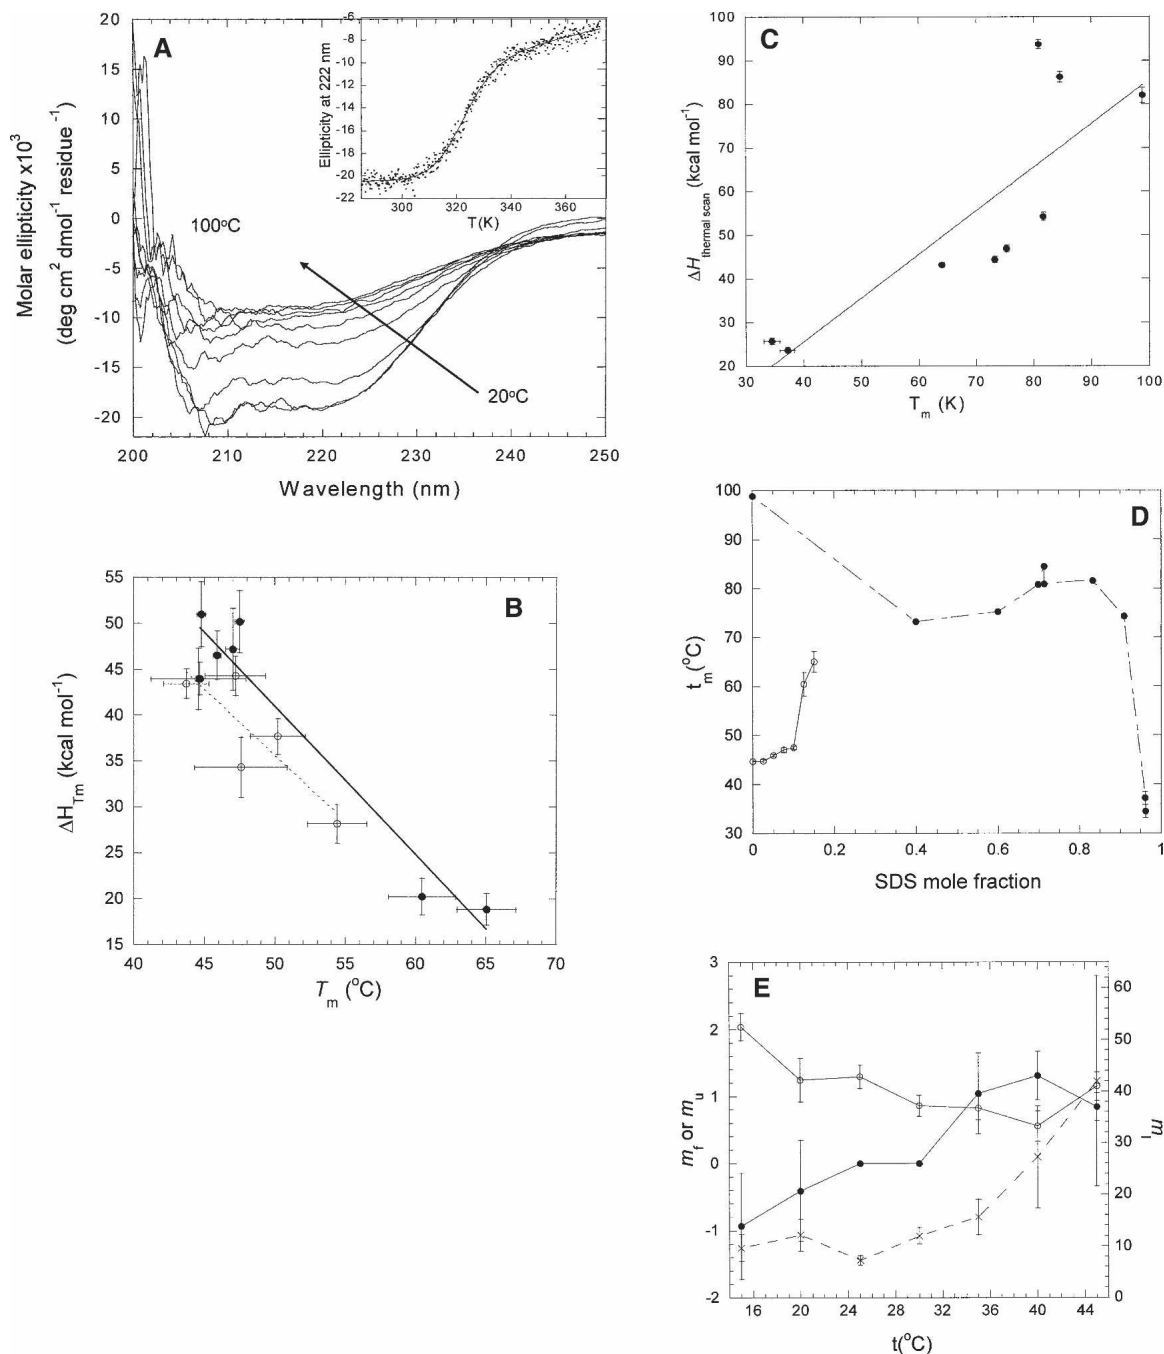 A
Molar ellipticity x10³
(deg cm² dmol⁻¹ residue ⁻¹)
20
15
10
5
0
-5
-10
-15
-20
100°C
20°C
200 210 220 230 240 250
Wavelength (nm)
Ellipticity at 222 nm
-6
-8
-10
-12
-14
-16
-18
-20
-22
300 320 340 360
T(K)
C
ΔH thermal scan (kcal mol⁻¹)
100
90
80
70
60
50
40
30
20
30 40 50 60 70 80 90 100
Tm (K)
D
tm(°C)
100
90
80
70
60
50
40
30
0 0.2 0.4 0.6 0.8 1
SDS mole fraction
B
ΔHTm (kcal mol⁻¹)
55
50
45
40
35
30
25
20
15
40 45 50 55 60 65 70
Tm (°C)
E
mf or mu
3
2
1
0
-1
-2
60
50
40
30
20
10
0
mI
16 20 24 28 32 36 40 44
t(°C)